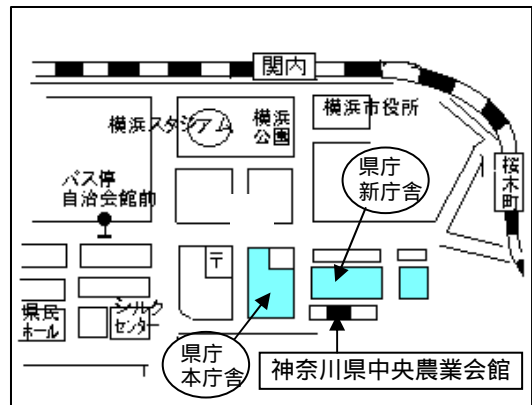 関内
横浜市役所
横浜スタジアム
横浜
公園
桜木町
県庁
新庁舎
バス停
自治会館前
〒
県民
ホール
シルク
センター
県庁
本庁舎
神奈川県中央農業会館